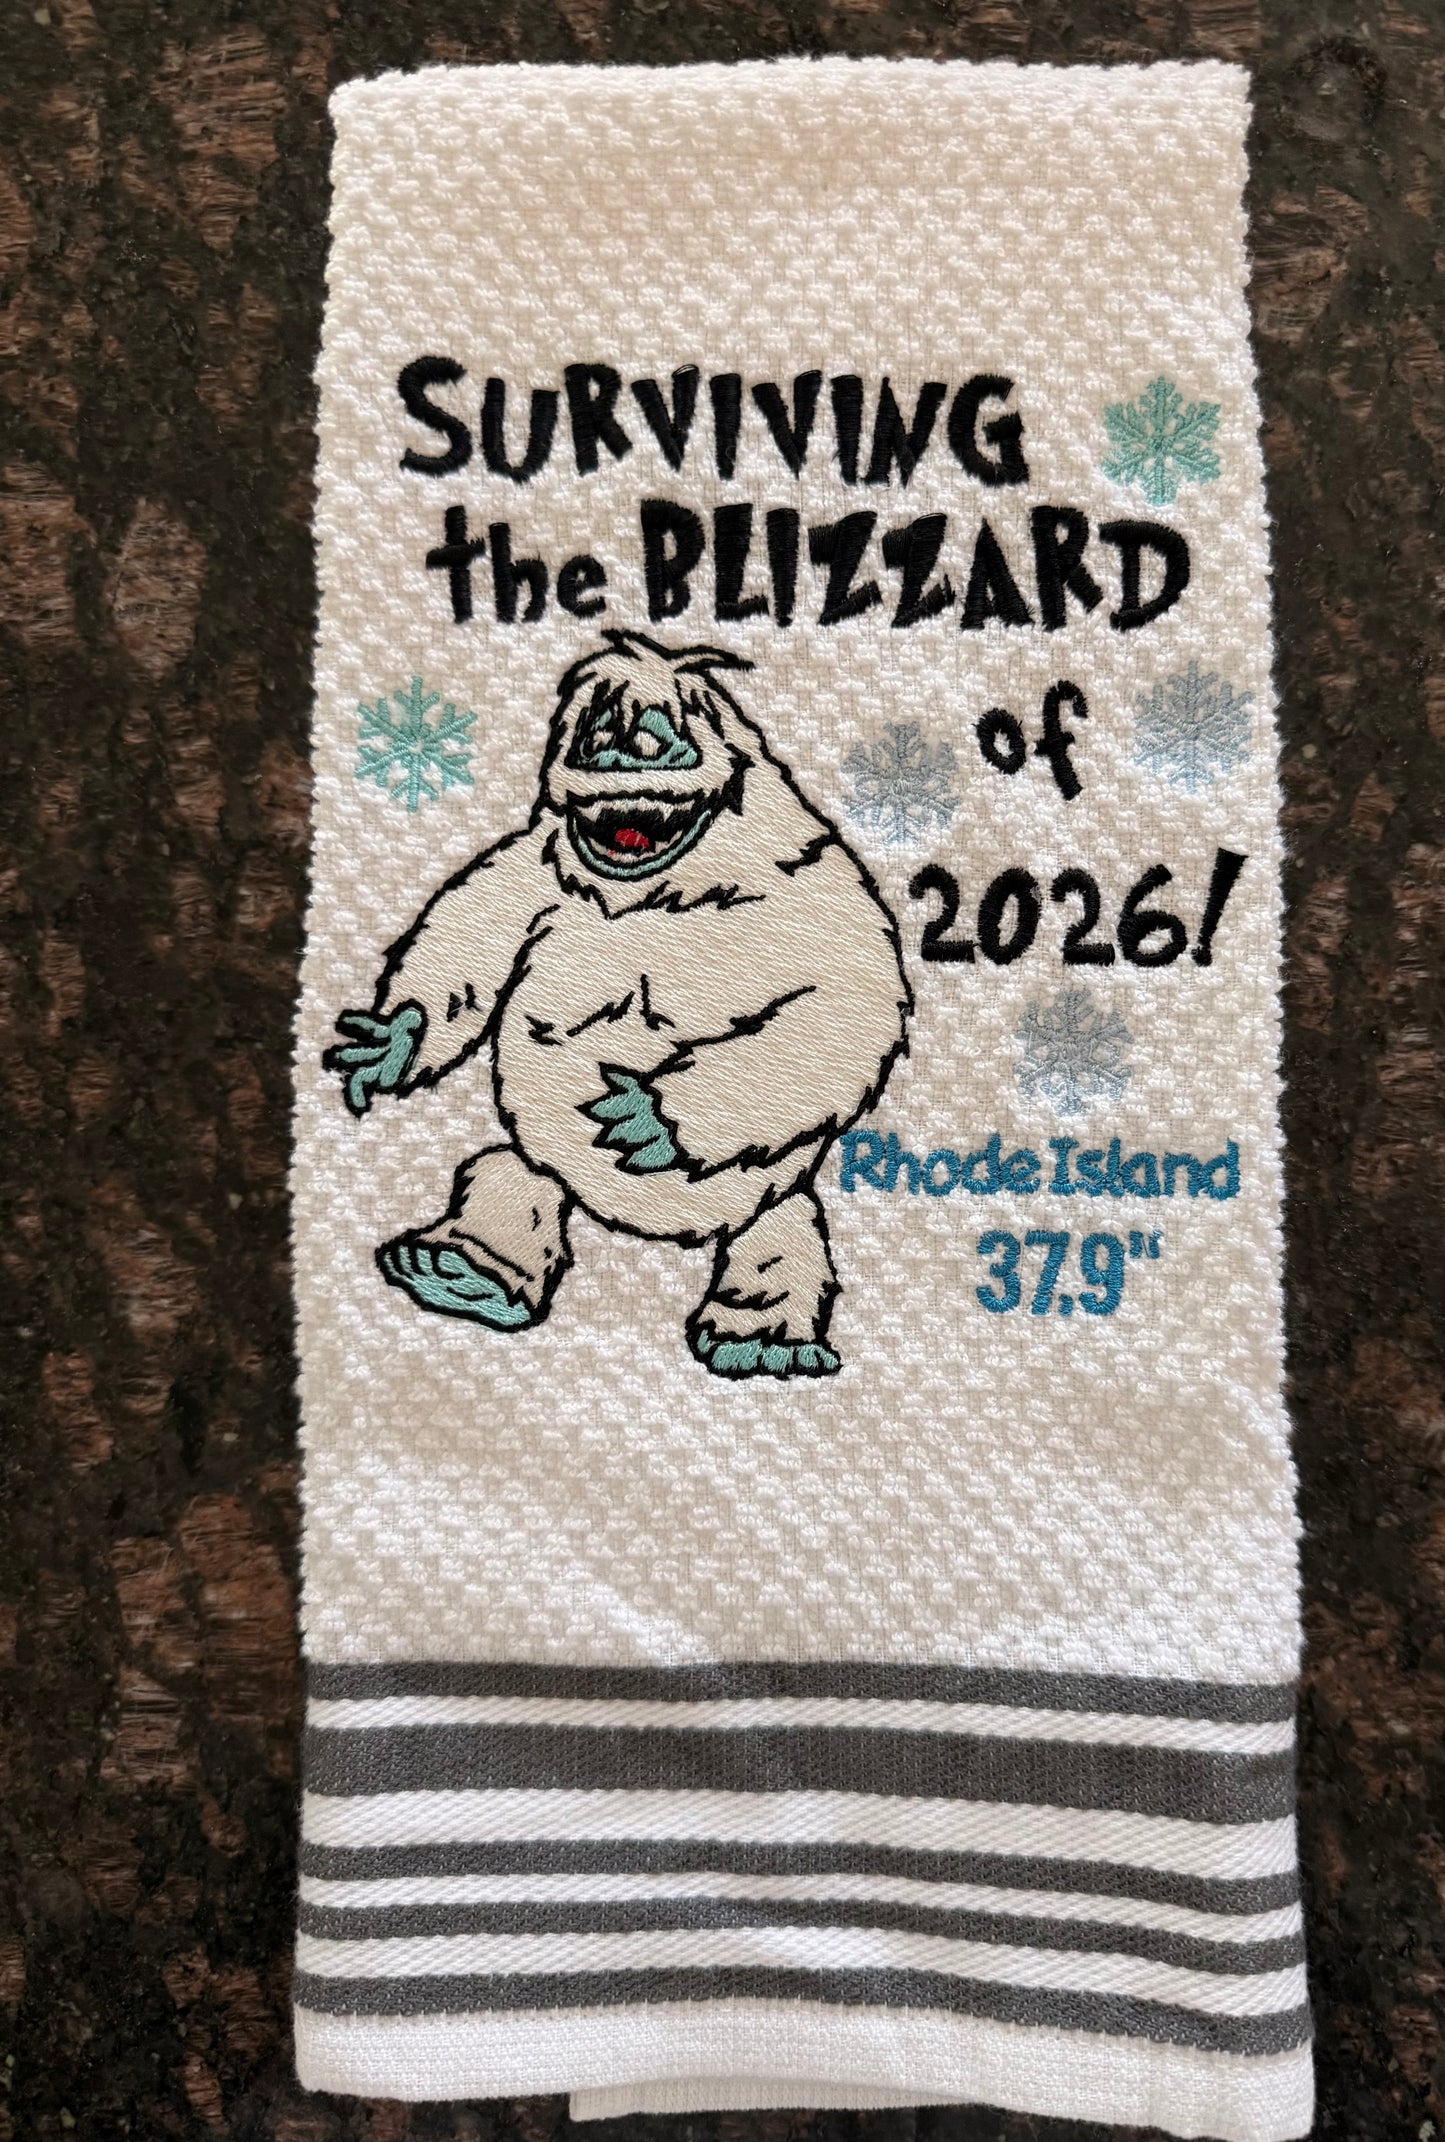 SURVIVING
the BLIZZARD
of
2026!
Rhode Island
37.9"